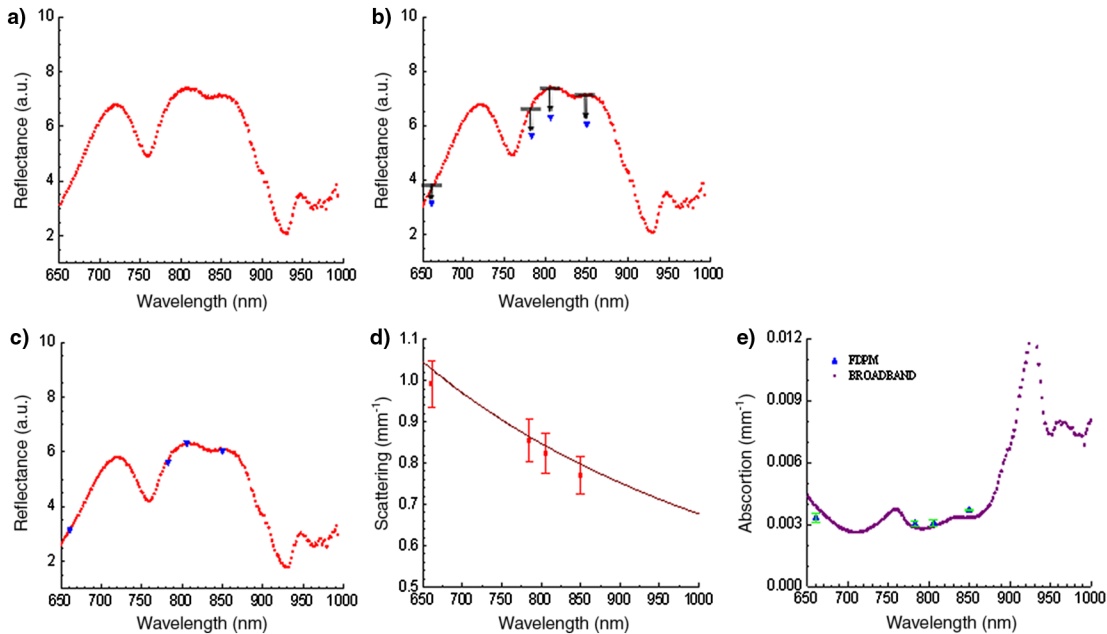 a)
10
8
6
4
2
Reflectance (a.u.)
650 700 750 800 850 900 950 1000
Wavelength (nm)
b)
10
8
6
4
2
Reflectance (a.u.)
650 700 750 800 850 900 950 1000
Wavelength (nm)
c)
10
8
6
4
2
Reflectance (a.u.)
650 700 750 800 850 900 950 1000
Wavelength (nm)
d)
1.1
1.0
0.9
0.8
0.7
0.6
0.5
Scattering (mm⁻¹)
650 700 750 800 850 900 950 1000
Wavelength (nm)
e)
0.012
0.009
0.006
0.003
0.000
Abscortion (mm⁻¹)
FDPM
BROADBAND
650 700 750 800 850 900 950 1000
Wavelength (nm)